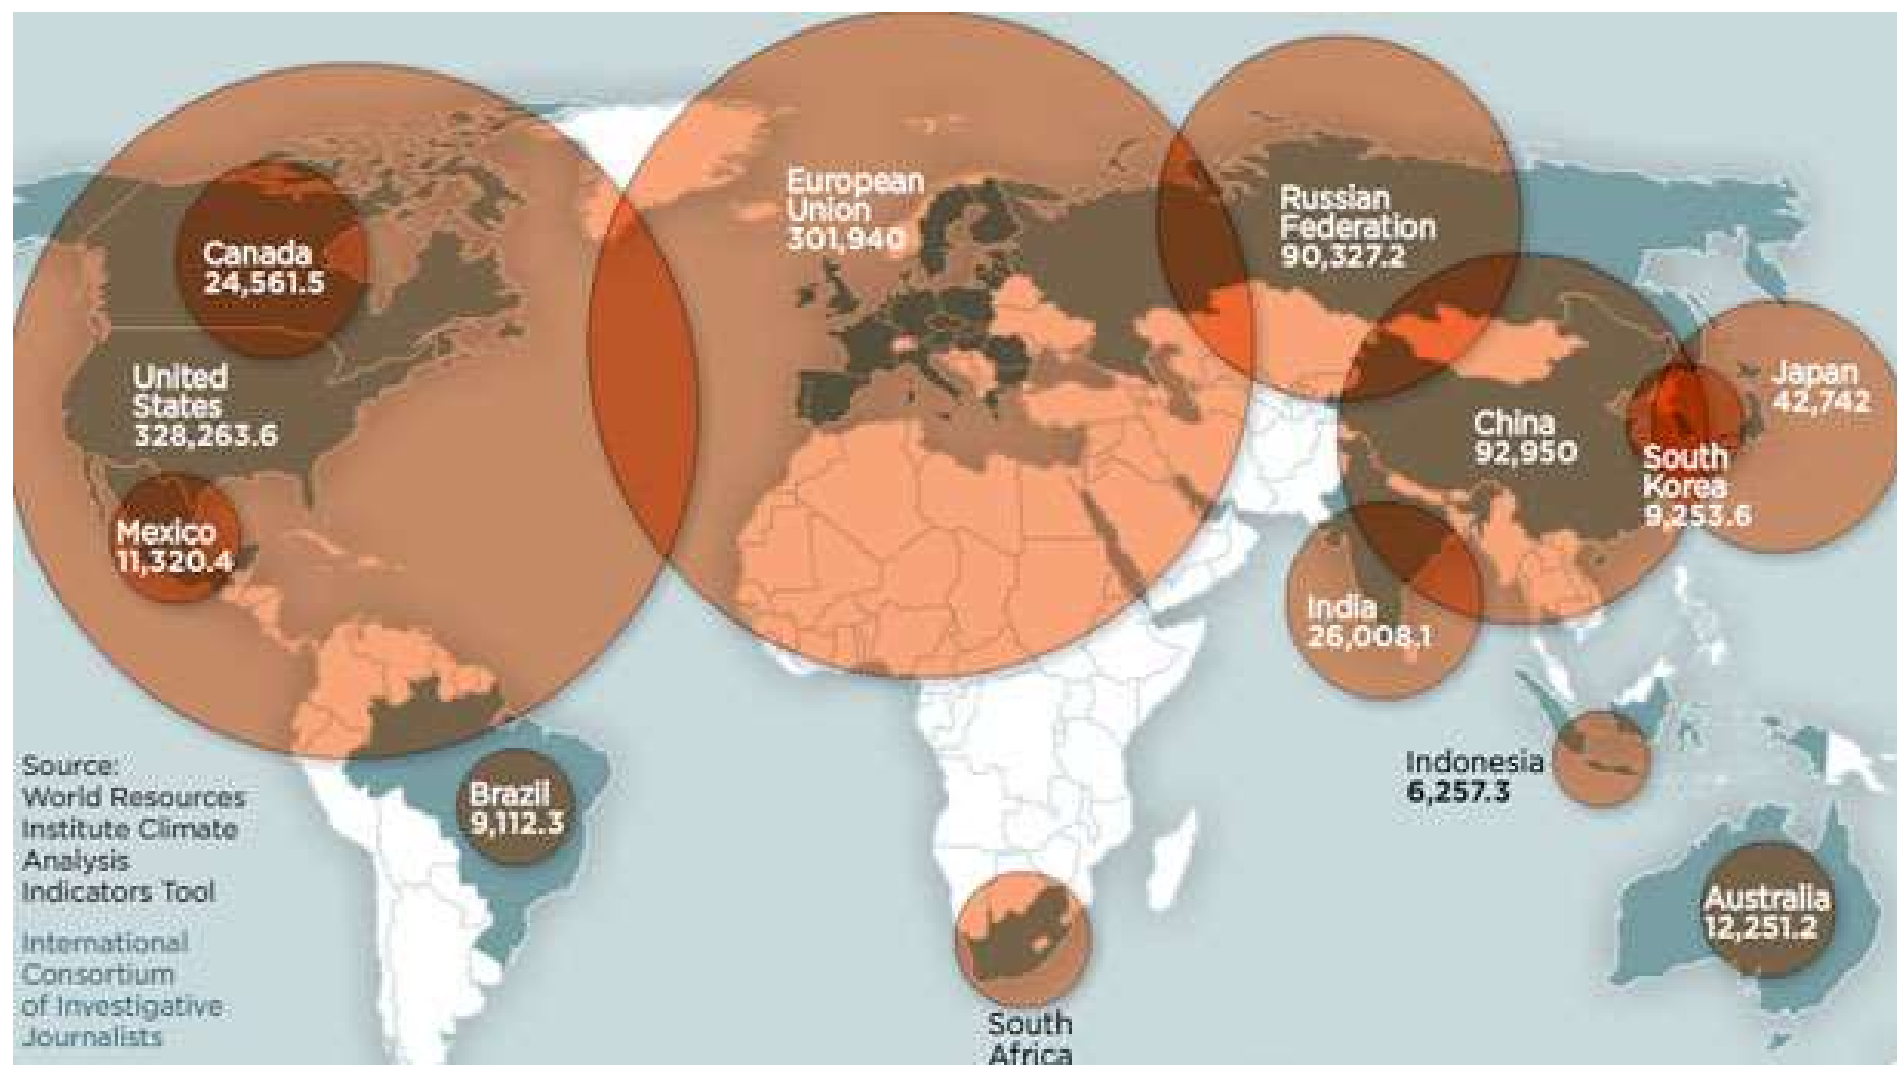 European
Union
301,940
Russian
Federation
90,327.2
Canada
24,561.5
United
States
328,263.6
Japan
42,742
China
92,950
South
Korea
9,253.6
Mexico
11,320.4
India
26,008.1
Indonesia
6,257.3
Brazil
9,112.3
Australia
12,251.2
South
Africa
Source:
World Resources
Institute Climate
Analysis
Indicators Tool
International
Consortium
of Investigative
Journalists